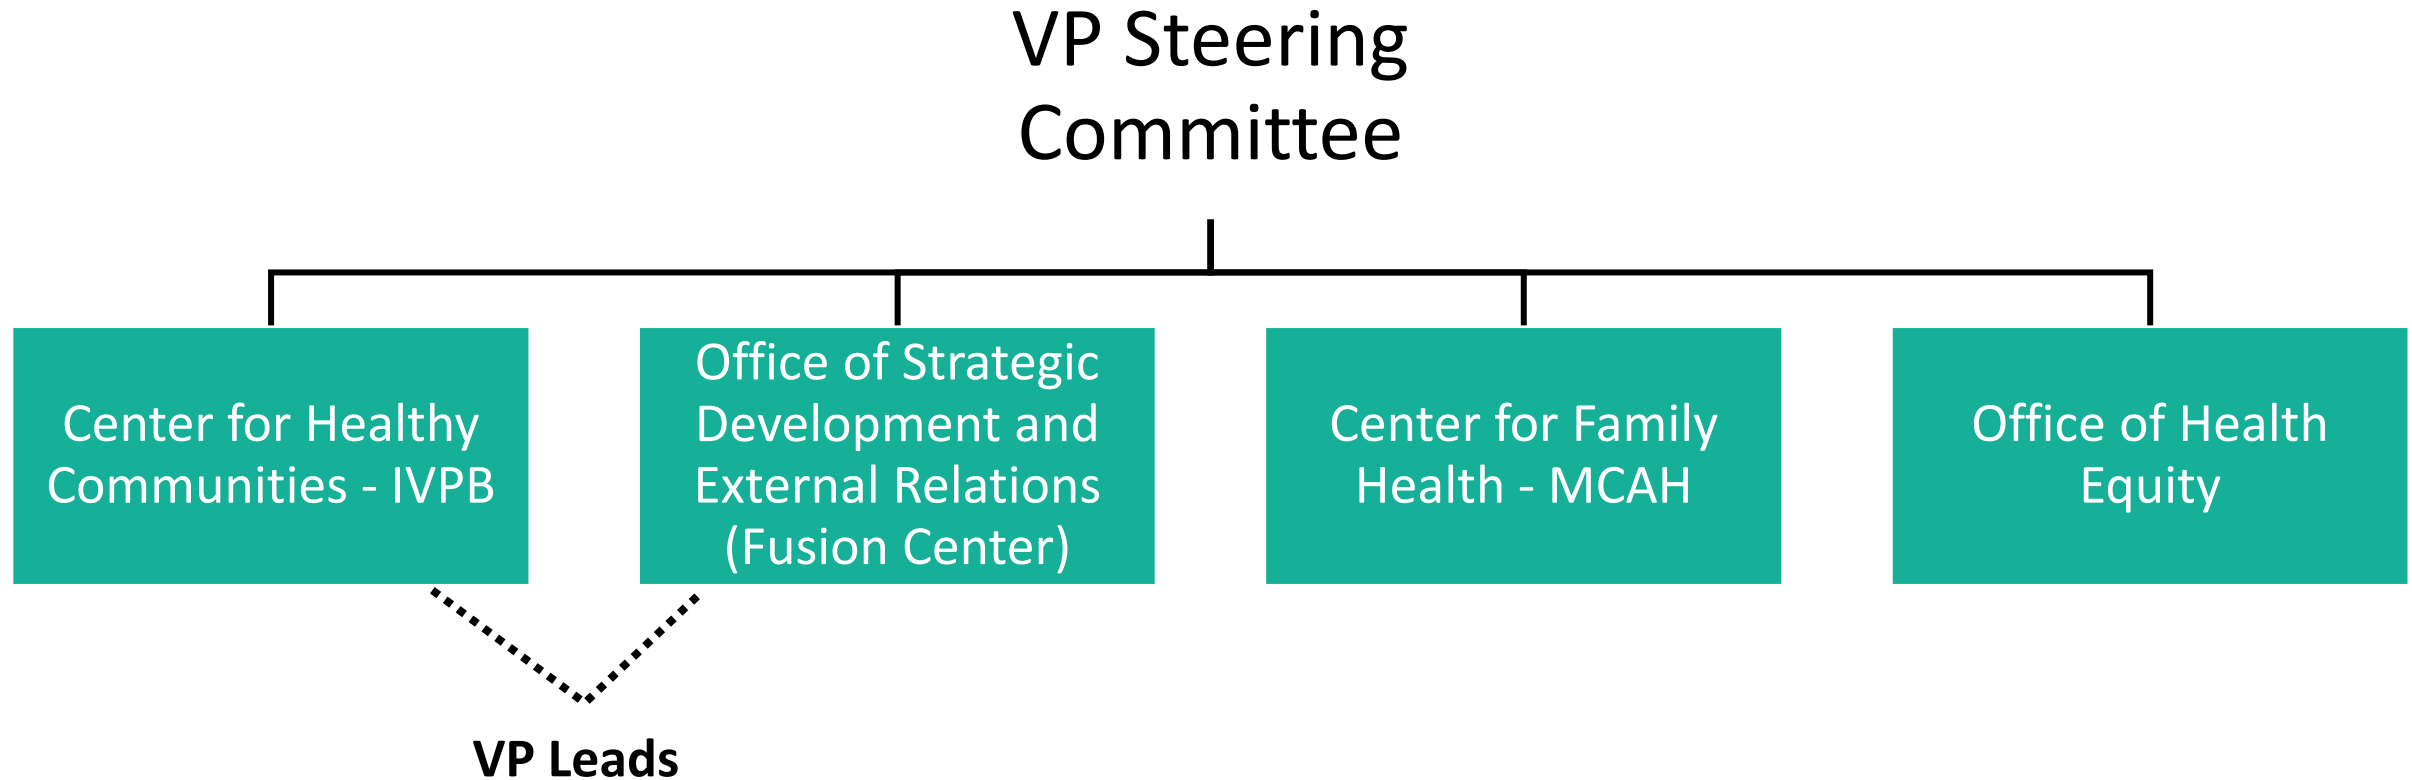 VP Steering
Committee
Center for Healthy
Communities - IVPB
Office of Strategic
Development and
External Relations
(Fusion Center)
Center for Family
Health - MCAH
Office of Health
Equity
VP Leads